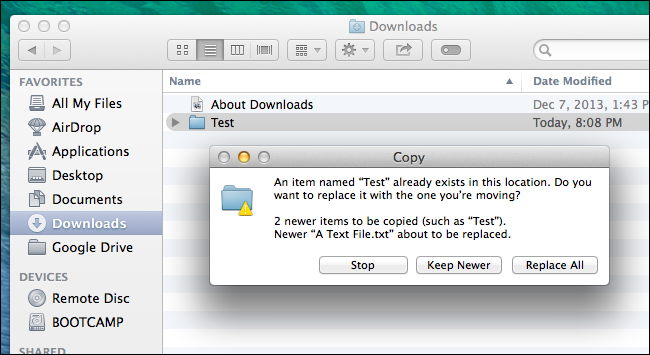 Downloads
FAVORITES
All My Files
AirDrop
Applications
Desktop
Documents
Downloads
Google Drive
DEVICES
Remote Disc
BOOTCAMP
SHARED
Name
Date Modified
About Downloads
Dec 7, 2013, 1:43 P
Test
Today, 8:08 PM
Copy
An item named “Test” already exists in this location. Do you
want to replace it with the one you’re moving?
2 newer items to be copied (such as “Test”).
Newer “A Text File.txt” about to be replaced.
Stop
Keep Newer
Replace All